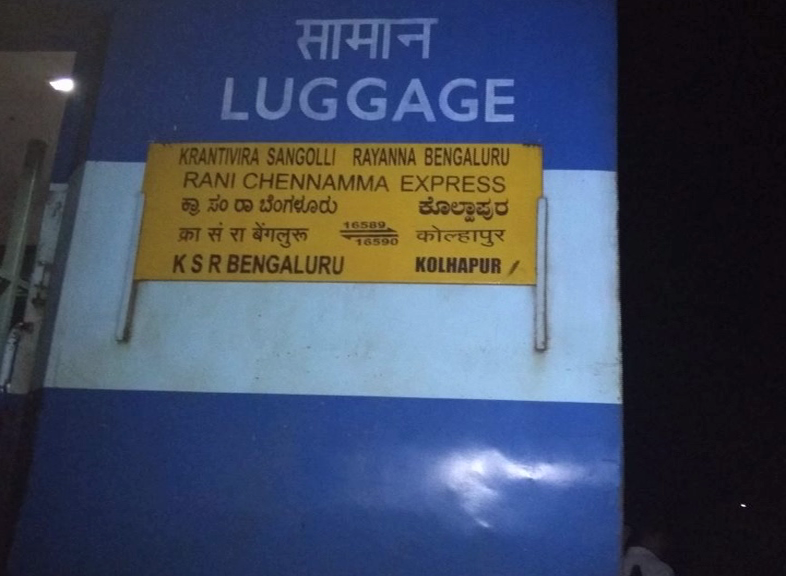 सामान
LUGGAGE
KRANTIVIRA SANGOLLI RAYANNA BENGALURU
RANI CHENNAMMA EXPRESS
ಕ್ರಾ ಸಂ ರಾ ಬೆಂಗಳೂರು ಕೊಲ್ಹಾಪುರ
क्रा सं रा बेंगलुरू 16589 16590 कोल्हापुर
K S R BENGALURU KOLHAPUR